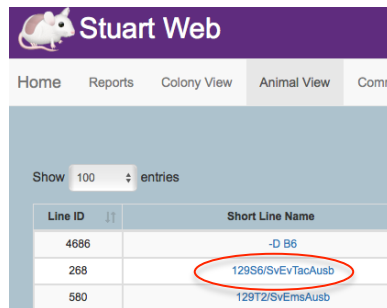 Stuart Web
Home Reports Colony View Animal View
Show 100 entries
Line ID Short Line Name
4686 -D B6
268 129S6/SvEvTacAusb
580 129T2/SvEmsAusb